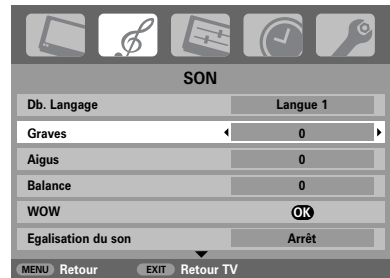 SON
Db. Langage Langue 1
Graves 0
Aigus 0
Balance 0
WOW OK
Egalisation du son Arrêt
MENU Retour EXIT Retour TV